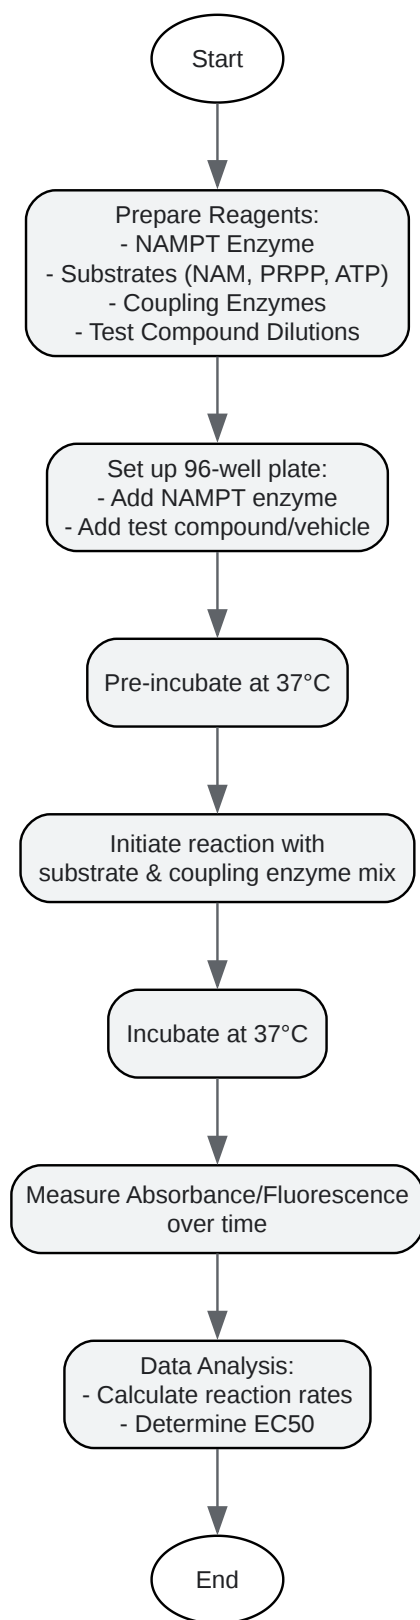 Start
Prepare Reagents:
- NAMPT Enzyme
- Substrates (NAM, PRPP, ATP)
- Coupling Enzymes
- Test Compound Dilutions
Set up 96-well plate:
- Add NAMPT enzyme
- Add test compound/vehicle
Pre-incubate at 37°C
Initiate reaction with
substrate & coupling enzyme mix
Incubate at 37°C
Measure Absorbance/Fluorescence
over time
Data Analysis:
- Calculate reaction rates
- Determine EC50
End